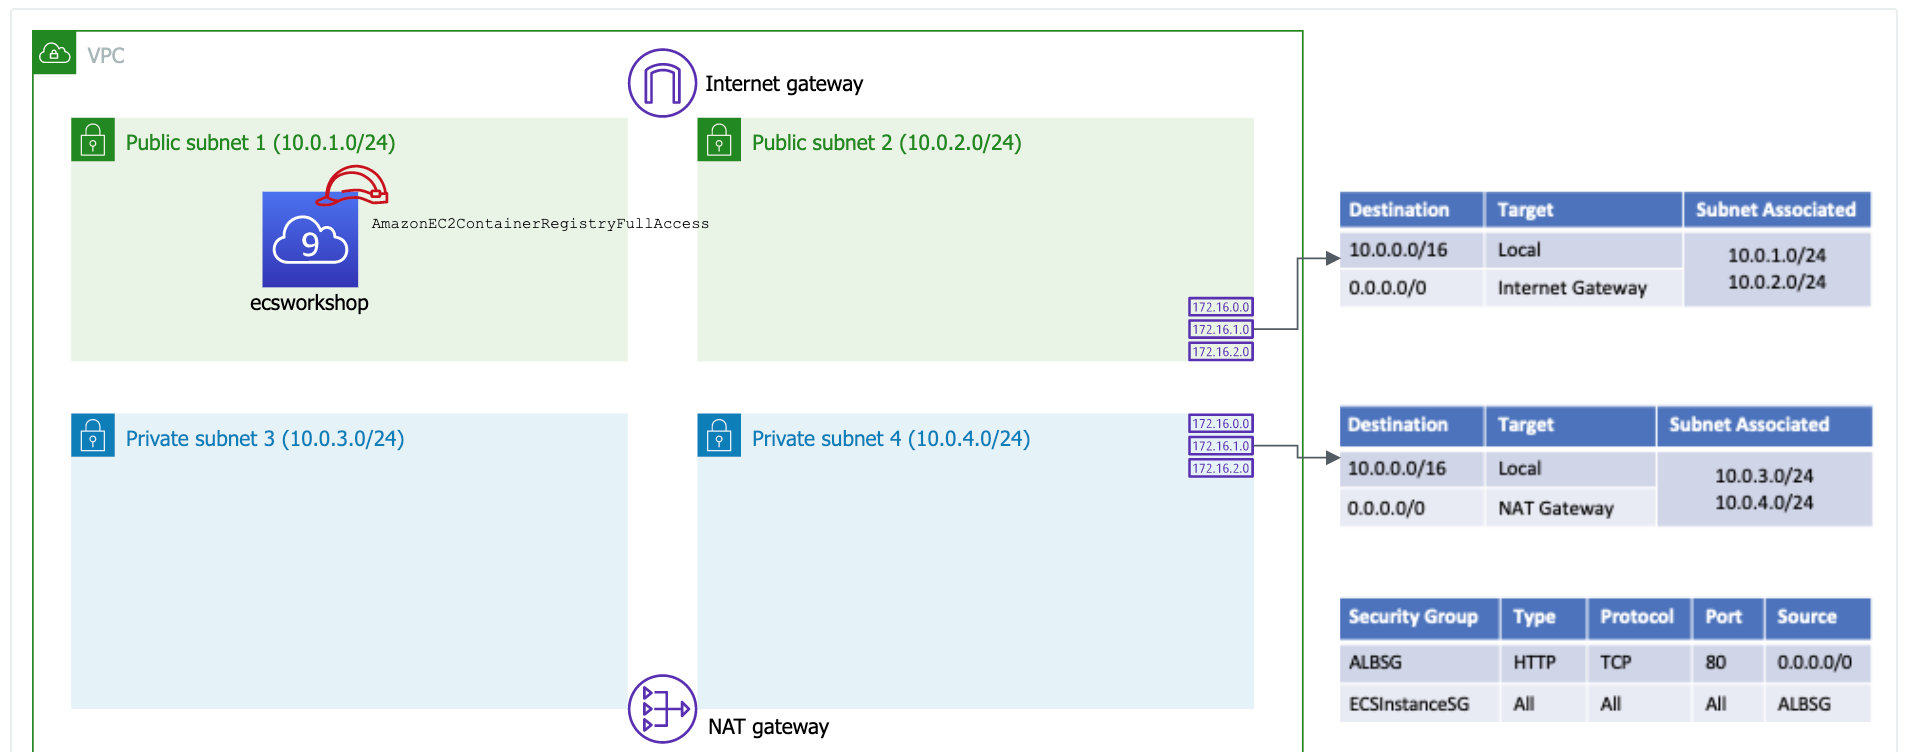 VPC
Internet gateway
Public subnet 1 (10.0.1.0/24)
Public subnet 2 (10.0.2.0/24)
9
AmazonEC2ContainerRegistryFullAccess
ecsworkshop
172.16.0.0
172.16.1.0
172.16.2.0
Private subnet 3 (10.0.3.0/24)
Private subnet 4 (10.0.4.0/24)
172.16.0.0
172.16.1.0
172.16.2.0
NAT gateway
Destination Target Subnet Associated
10.0.0.0/16 Local 10.0.1.0/24
0.0.0.0/0 Internet Gateway 10.0.2.0/24
Destination Target Subnet Associated
10.0.0.0/16 Local 10.0.3.0/24
0.0.0.0/0 NAT Gateway 10.0.4.0/24
Security Group Type Protocol Port Source
ALBSG HTTP TCP 80 0.0.0.0/0
ECSInstanceSG All All All ALBSG